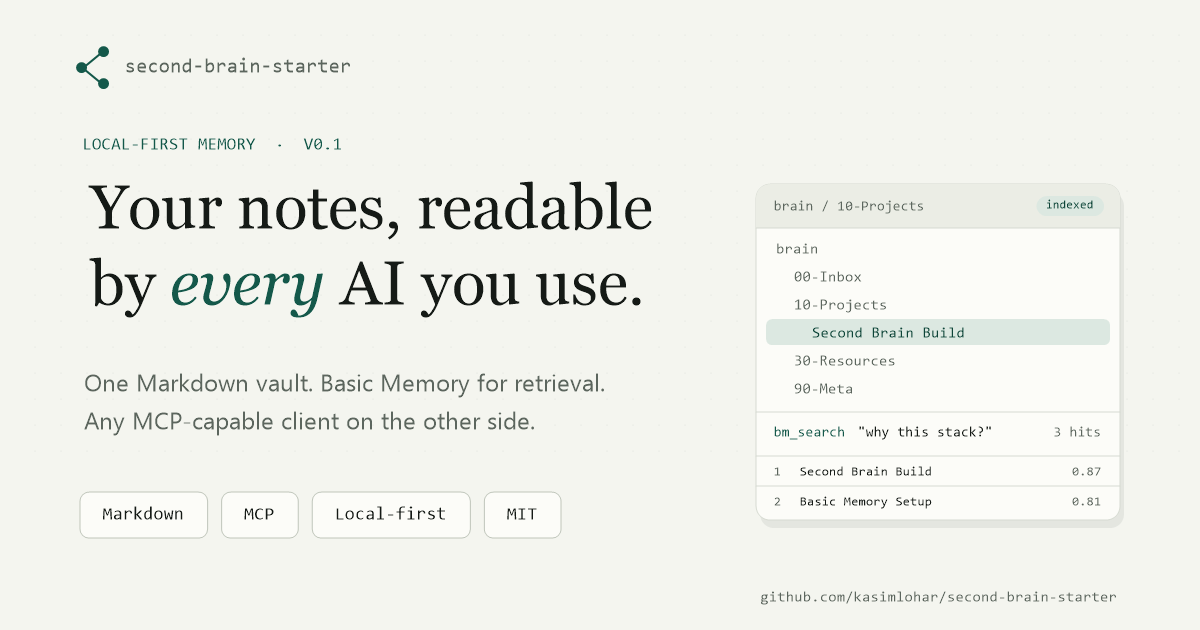 second-brain-starter
LOCAL-FIRST MEMORY · V0.1
Your notes, readable
by every AI you use.
One Markdown vault. Basic Memory for retrieval.
Any MCP-capable client on the other side.
Markdown
MCP
Local-first
MIT
brain / 10-Projects
indexed
brain
00-Inbox
10-Projects
Second Brain Build
30-Resources
90-Meta
bm_search "why this stack?" 3 hits
1 Second Brain Build 0.87
2 Basic Memory Setup 0.81
github.com/kasimlohar/second-brain-starter